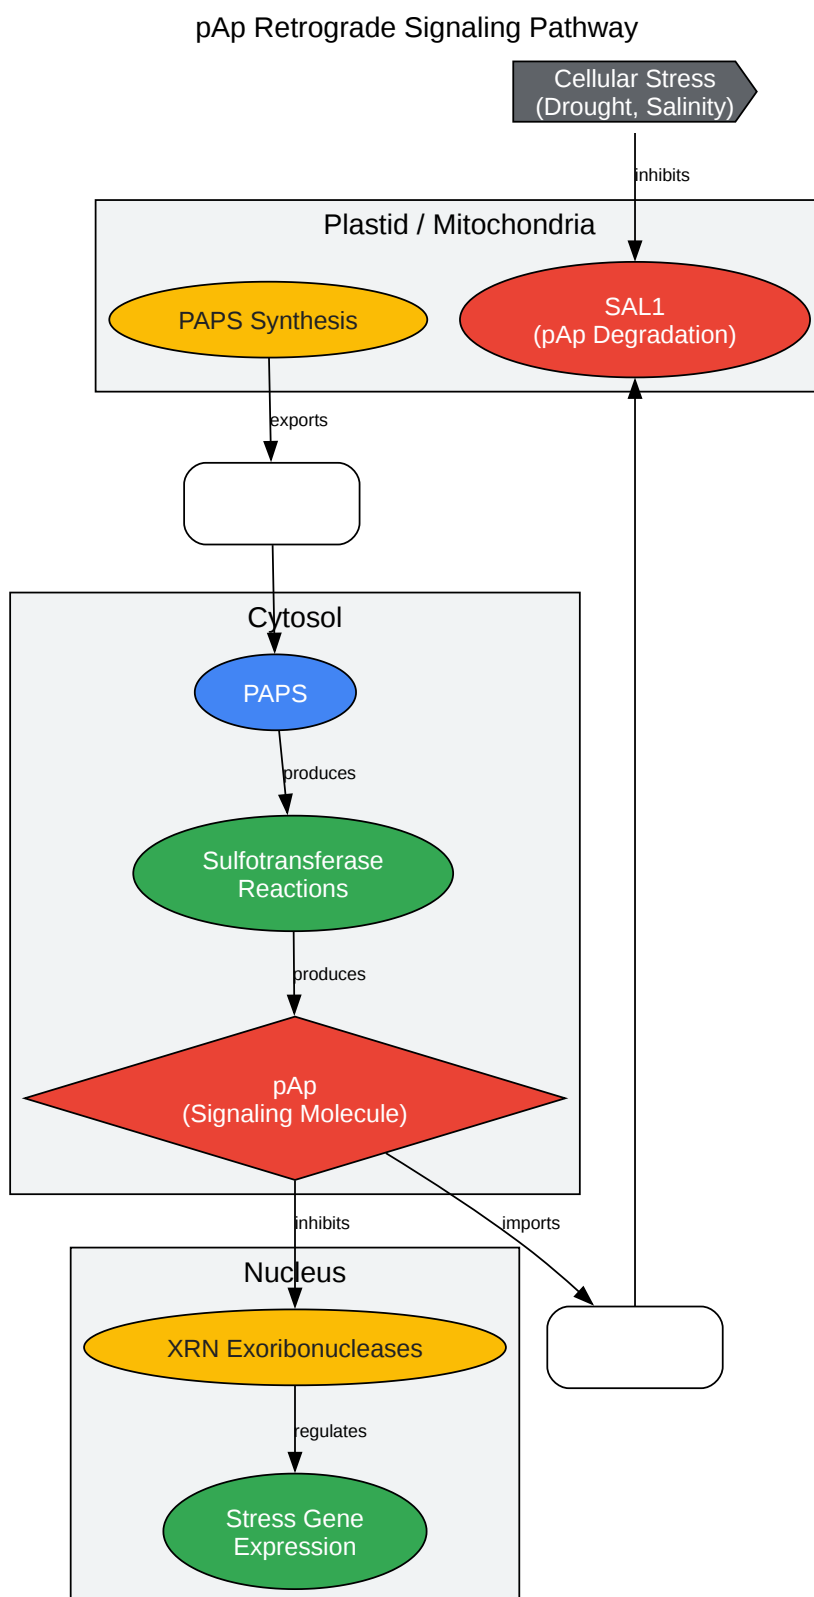 pAp Retrograde Signaling Pathway
Cellular Stress
(Drought, Salinity)
inhibits
Plastid / Mitochondria
PAPS Synthesis
SAL1
(pAp Degradation)
exports
Cytosol
PAPS
produces
Sulfotransferase
Reactions
produces
pAp
(Signaling Molecule)
inhibits
imports
Nucleus
XRN Exoribonucleases
regulates
Stress Gene
Expression